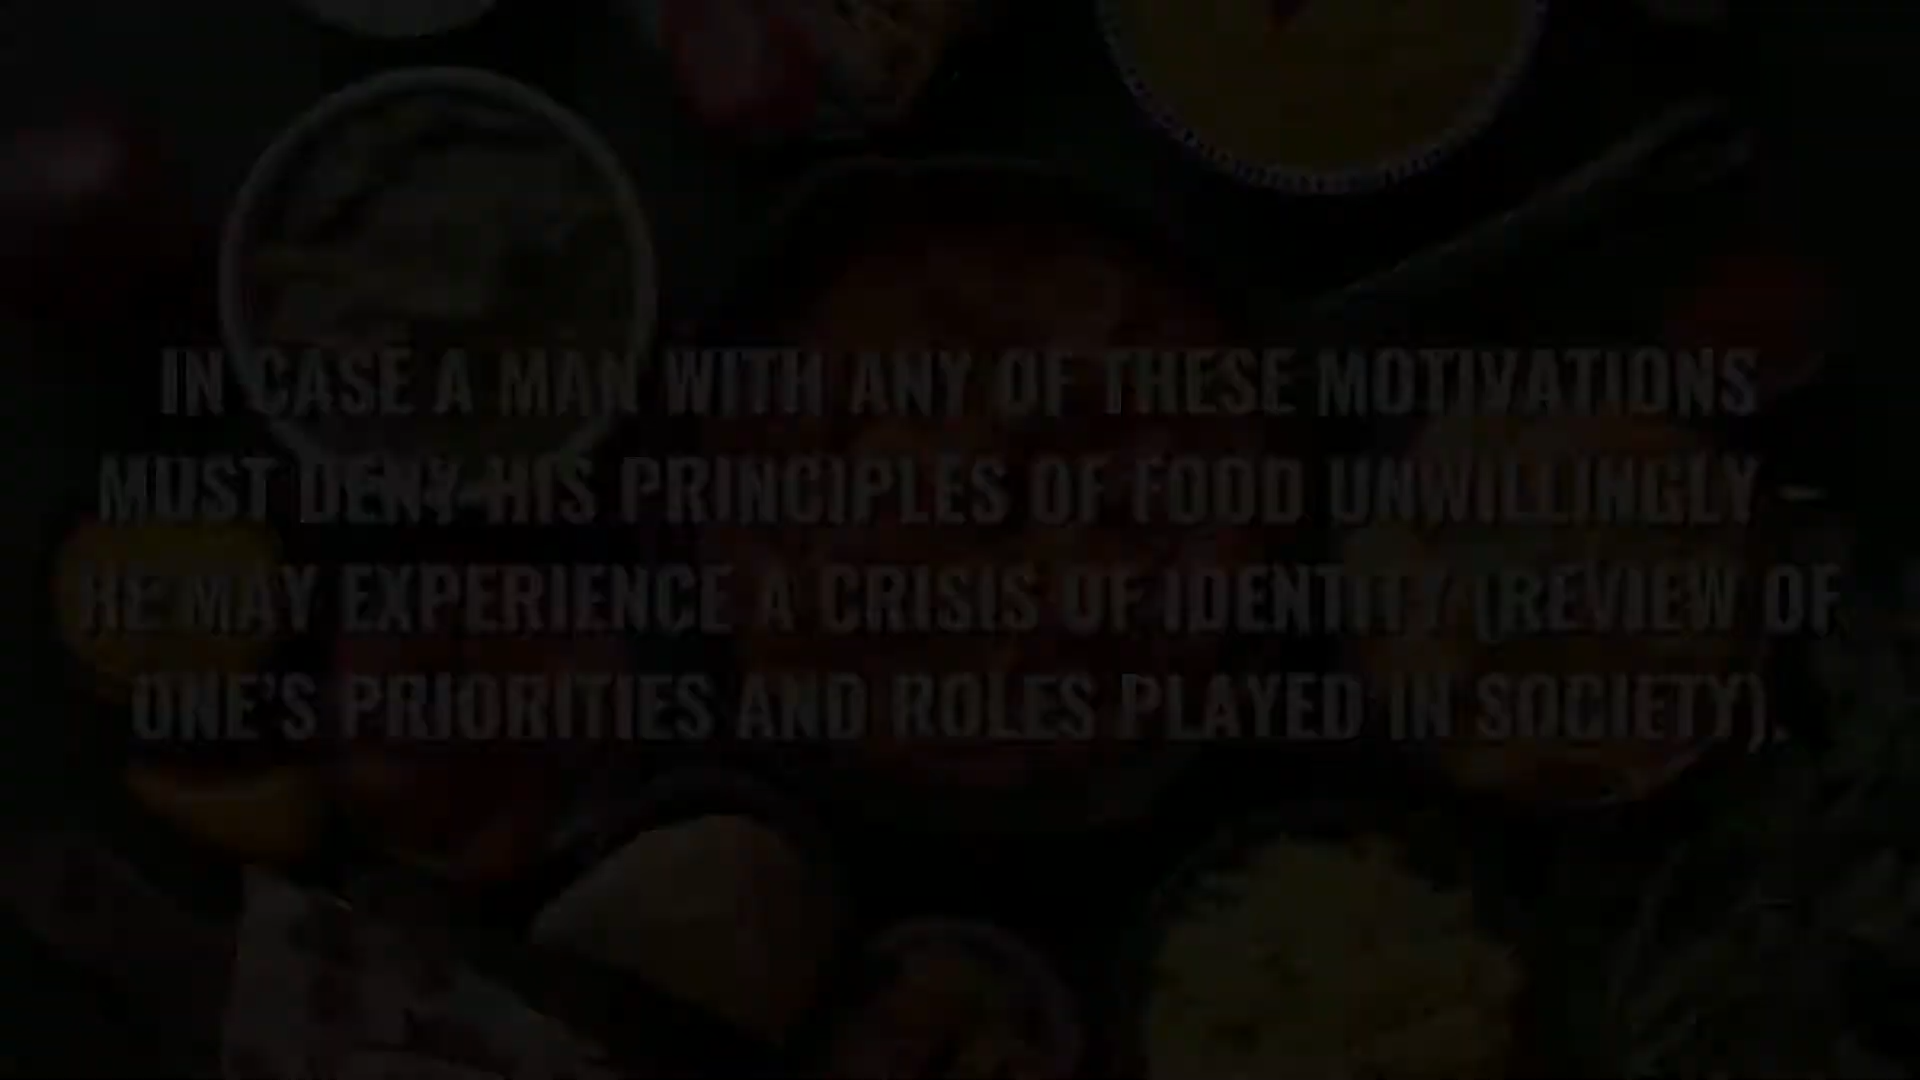 IN CASE A MAN WITH ANY OF THESE MOTIVATIONS
MUST DENY HIS PRINCIPLES OF FOOD UNWILLINGLY –
HE MAY EXPERIENCE A CRISIS OF IDENTITY (REVIEW OF
ONE'S PRIORITIES AND ROLES PLAYED IN SOCIETY).